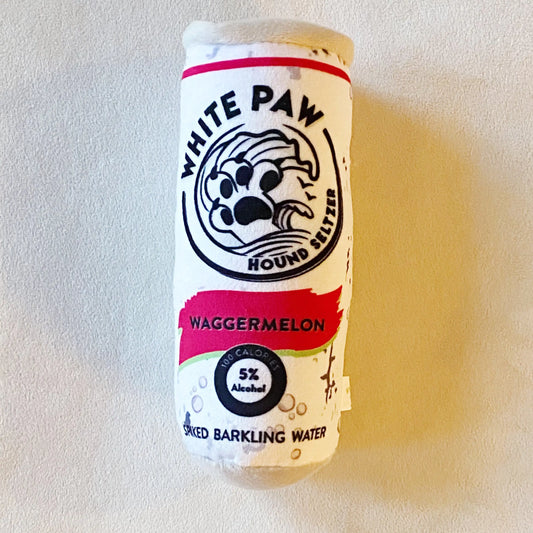 WHITE PAW
HOUND SELTZER
WAGGERMELON
100 CALORIES
5%
Alcohol
SPIKED BARKLING WATER